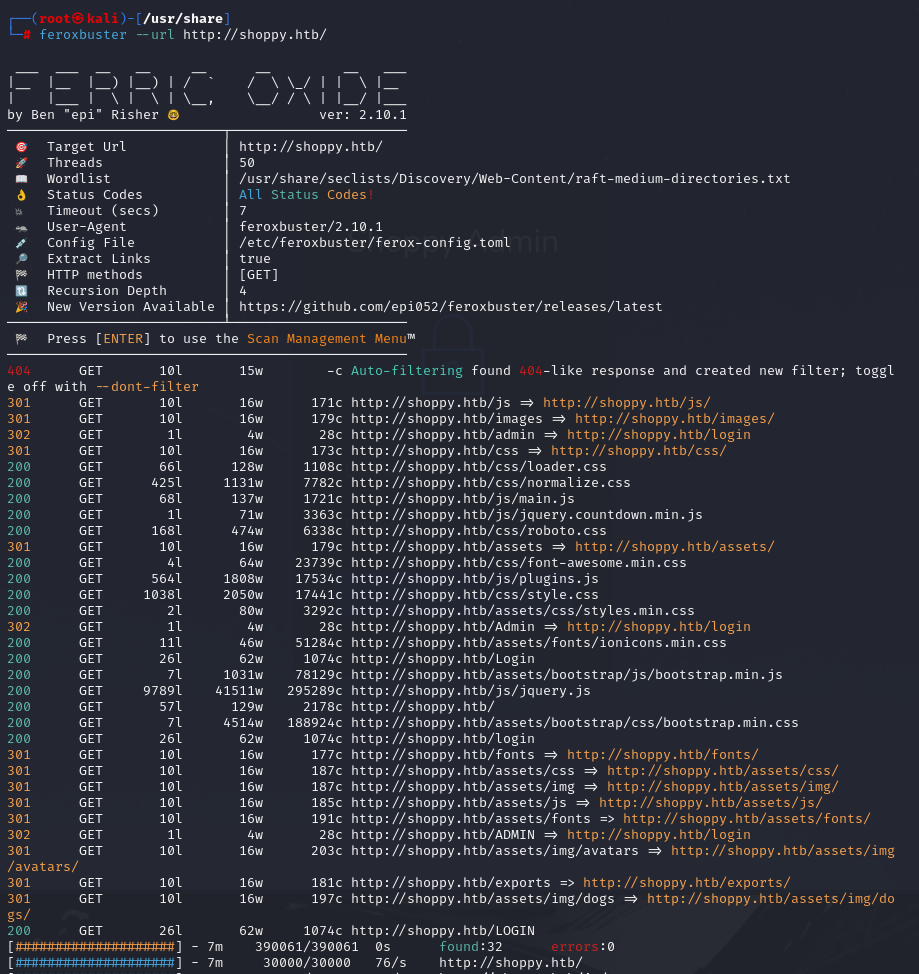 ┌──(root㉿kali)-[/usr/share]
└─# feroxbuster --url http://shoppy.htb/
___  ___  __   __     __      __         __   ___
|__  |__  |__) |__) | /  `    /  \ \_/ | |  \ |__
|    |___ |  \ |  \ | \__,    \__/ / \ | |__/ |___
by Ben "epi" Risher 🤓                 ver: 2.10.1
🎯 Target Url │ http://shoppy.htb/
🚀 Threads │ 50
📖 Wordlist │ /usr/share/seclists/Discovery/Web-Content/raft-medium-directories.txt
👌 Status Codes │ All Status Codes!
💥 Timeout (secs) │ 7
🦡 User-Agent │ feroxbuster/2.10.1
💉 Config File │ /etc/feroxbuster/ferox-config.toml
🔎 Extract Links │ true
🏁 HTTP methods │ [GET]
🔃 Recursion Depth │ 4
🎉 New Version Available │ https://github.com/epi052/feroxbuster/releases/latest
🏁 Press [ENTER] to use the Scan Management Menu™
404 GET 10l 15w -c Auto-filtering found 404-like response and created new filter; toggl
e off with --dont-filter
301 GET 10l 16w 171c http://shoppy.htb/js => http://shoppy.htb/js/
301 GET 10l 16w 179c http://shoppy.htb/images => http://shoppy.htb/images/
302 GET 1l 4w 28c http://shoppy.htb/admin => http://shoppy.htb/login
301 GET 10l 16w 173c http://shoppy.htb/css => http://shoppy.htb/css/
200 GET 66l 128w 1108c http://shoppy.htb/css/loader.css
200 GET 425l 1131w 7782c http://shoppy.htb/css/normalize.css
200 GET 68l 137w 1721c http://shoppy.htb/js/main.js
200 GET 1l 71w 3363c http://shoppy.htb/js/jquery.countdown.min.js
200 GET 168l 474w 6338c http://shoppy.htb/css/roboto.css
301 GET 10l 16w 179c http://shoppy.htb/assets => http://shoppy.htb/assets/
200 GET 4l 64w 23739c http://shoppy.htb/css/font-awesome.min.css
200 GET 564l 1808w 17534c http://shoppy.htb/js/plugins.js
200 GET 1038l 2050w 17441c http://shoppy.htb/css/style.css
200 GET 2l 80w 3292c http://shoppy.htb/assets/css/styles.min.css
302 GET 1l 4w 28c http://shoppy.htb/Admin => http://shoppy.htb/login
200 GET 11l 46w 51284c http://shoppy.htb/assets/fonts/ionicons.min.css
200 GET 26l 62w 1074c http://shoppy.htb/Login
200 GET 7l 1031w 78129c http://shoppy.htb/assets/bootstrap/js/bootstrap.min.js
200 GET 9789l 41511w 295289c http://shoppy.htb/js/jquery.js
200 GET 57l 129w 2178c http://shoppy.htb/
200 GET 7l 4514w 188924c http://shoppy.htb/assets/bootstrap/css/bootstrap.min.css
200 GET 26l 62w 1074c http://shoppy.htb/login
301 GET 10l 16w 177c http://shoppy.htb/fonts => http://shoppy.htb/fonts/
301 GET 10l 16w 187c http://shoppy.htb/assets/css => http://shoppy.htb/assets/css/
301 GET 10l 16w 187c http://shoppy.htb/assets/img => http://shoppy.htb/assets/img/
301 GET 10l 16w 185c http://shoppy.htb/assets/js => http://shoppy.htb/assets/js/
301 GET 10l 16w 191c http://shoppy.htb/assets/fonts => http://shoppy.htb/assets/fonts/
302 GET 1l 4w 28c http://shoppy.htb/ADMIN => http://shoppy.htb/login
301 GET 10l 16w 203c http://shoppy.htb/assets/img/avatars => http://shoppy.htb/assets/img
/avatars/
301 GET 10l 16w 181c http://shoppy.htb/exports => http://shoppy.htb/exports/
301 GET 10l 16w 197c http://shoppy.htb/assets/img/dogs => http://shoppy.htb/assets/img/do
gs/
200 GET 26l 62w 1074c http://shoppy.htb/LOGIN
[####################] - 7m 390061/390061 0s found:32 errors:0
[####################] - 7m 30000/30000 76/s http://shoppy.htb/